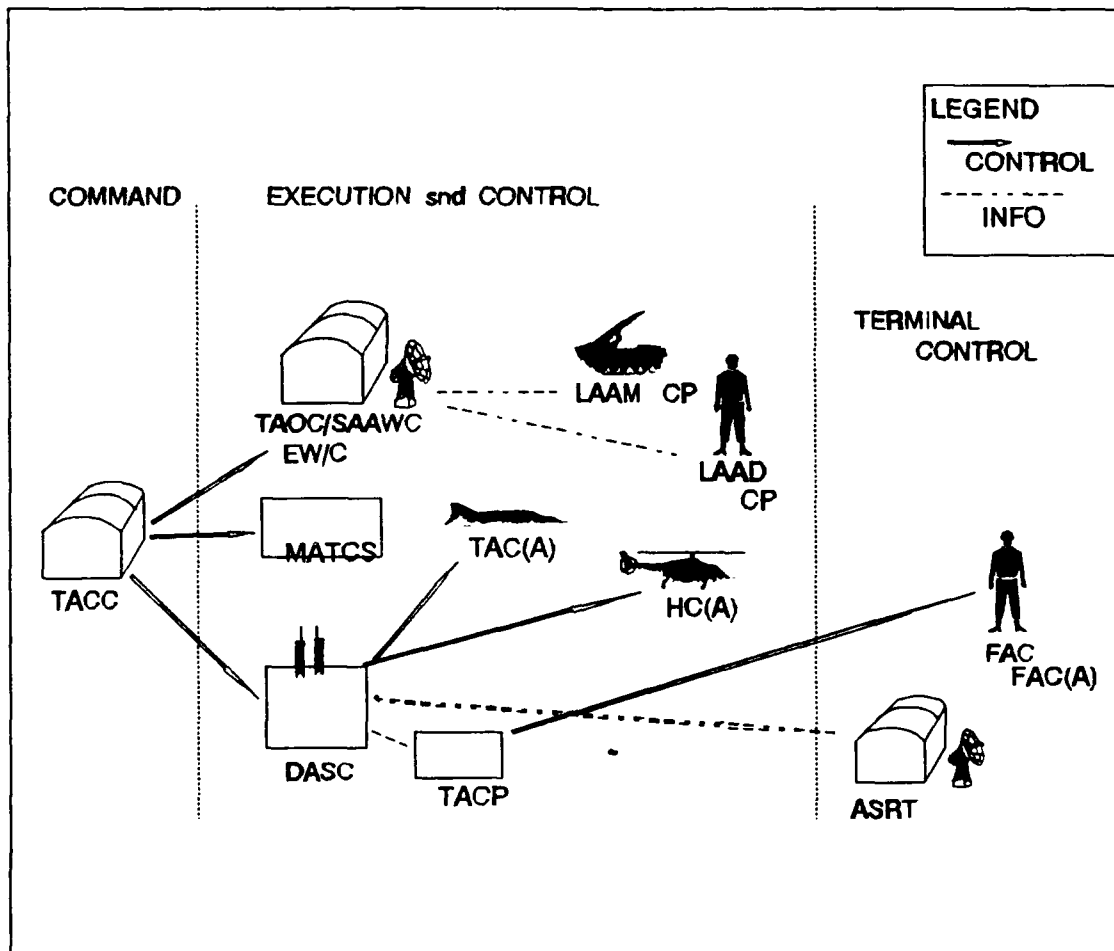 LEGEND
CONTROL
INFO
COMMAND
EXECUTION snd CONTROL
TERMINAL
CONTROL
TAOC/SAAWC
EW/C
LAAM CP
LAAD
CP
MATCS
TAC(A)
TACC
HC(A)
FAC
FAC(A)
DASC
TACP
ASRT